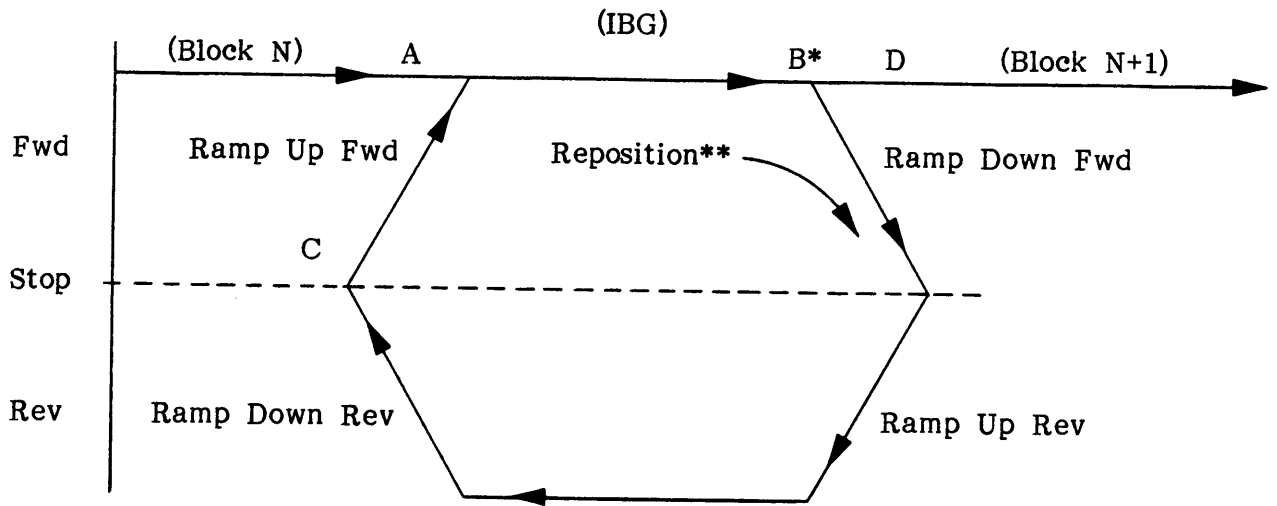 (IBG)
(Block N)
A
B*
D
(Block N+1)
Fwd
Ramp Up Fwd
Reposition**
Ramp Down Fwd
C
Stop
Rev
Ramp Down Rev
Ramp Up Rev